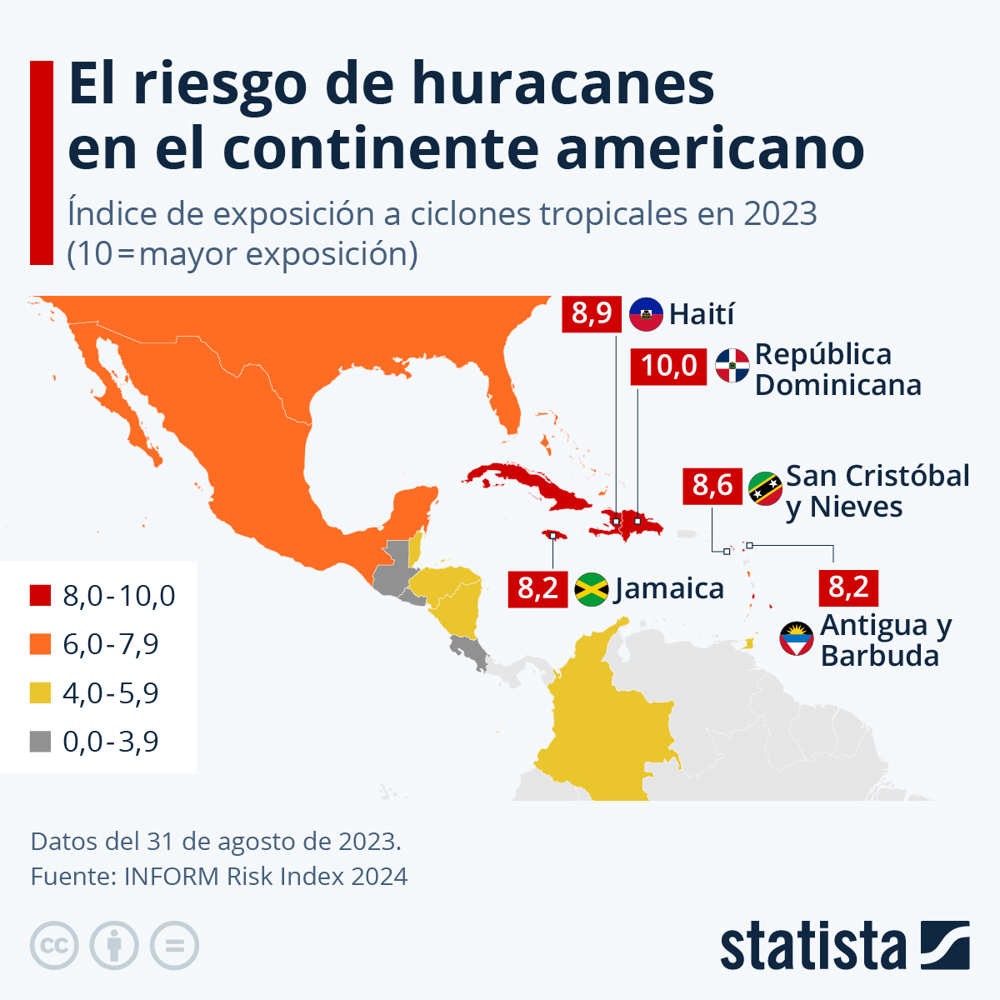 El riesgo de huracanes
en el continente americano
Índice de exposición a ciclones tropicales en 2023
(10=mayor exposición)
8,9 Haití
10,0 República
Dominicana
8,6 San Cristóbal
y Nieves
8,2 Jamaica
8,2
Antigua y
Barbuda
8,0-10,0
6,0-7,9
4,0-5,9
0,0-3,9
Datos del 31 de agosto de 2023.
Fuente: INFORM Risk Index 2024
cc
statista